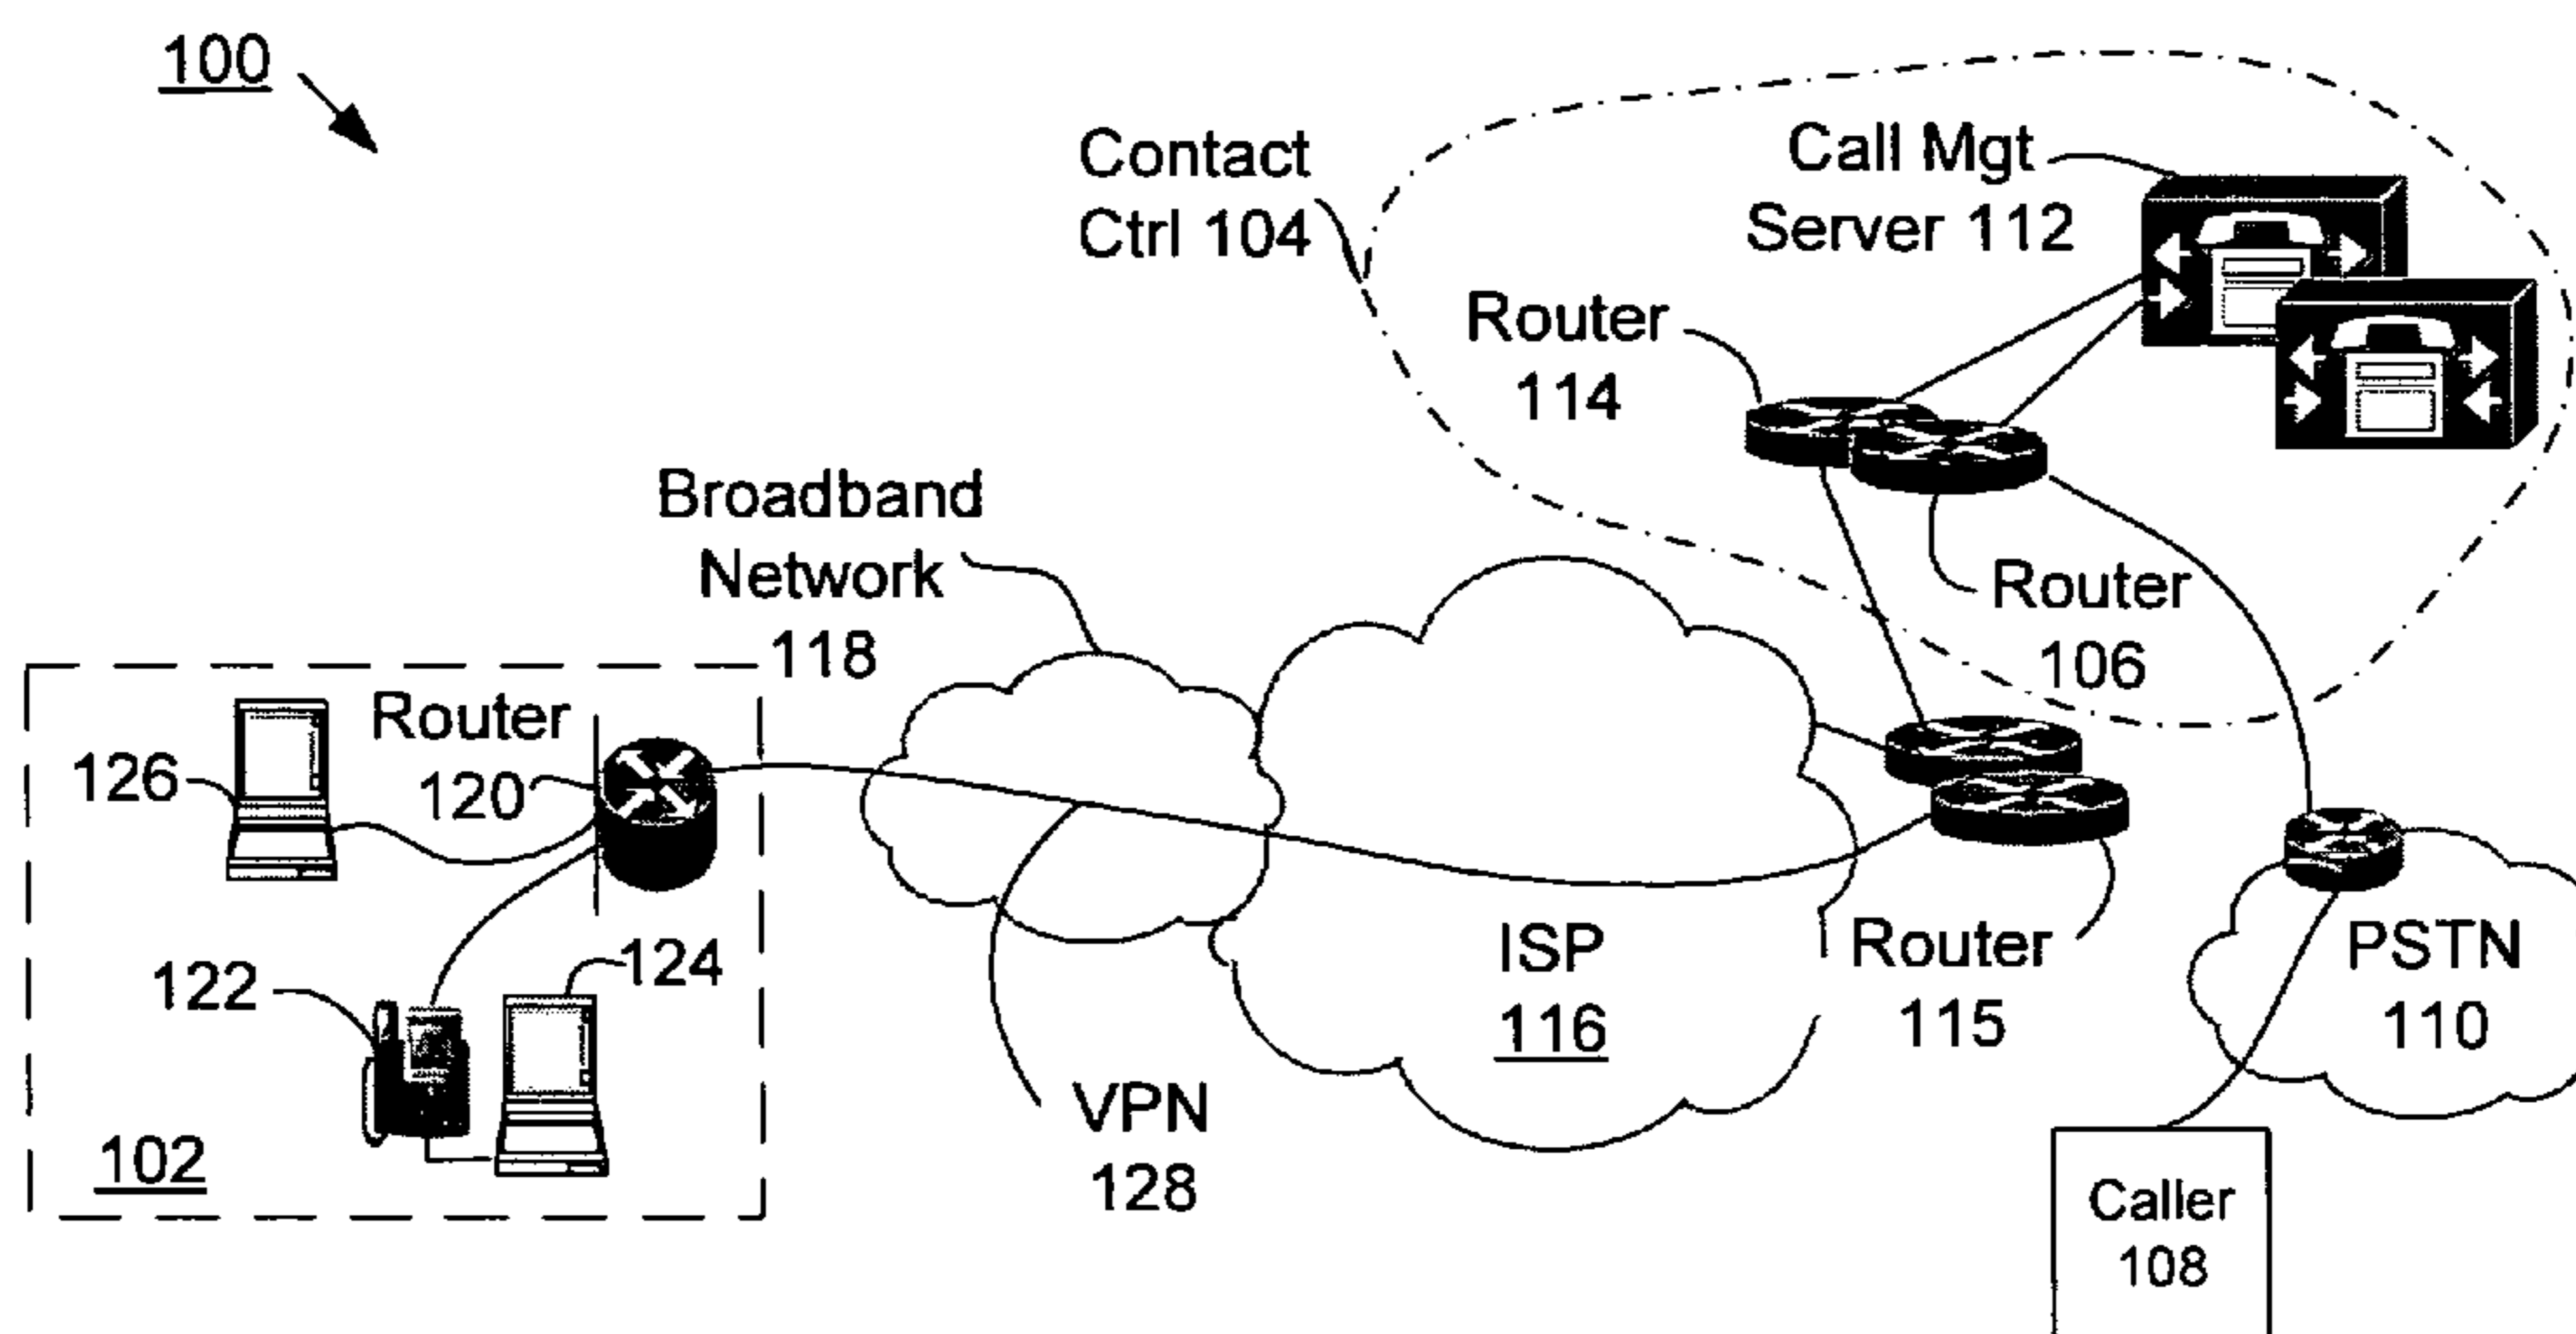 100
Contact
Ctrl 104
Call Mgt
Server 112
Router
114
Broadband
Network
118
Router
106
Router
120
126
122
124
102
VPN
128
ISP
116
Router
115
PSTN
110
Caller
108